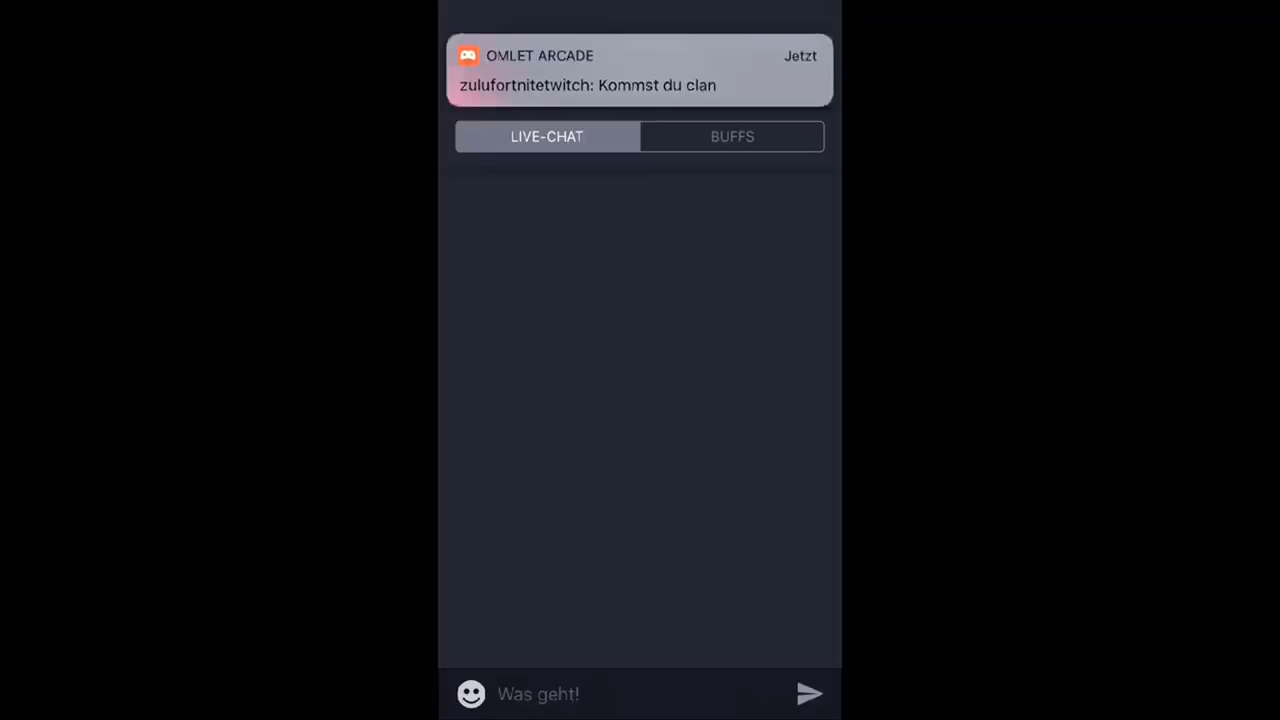 OMLET ARCADE Jetzt
zulufortnitetwitch: Kommst du clan
LIVE-CHAT BUFFS
Was geht!